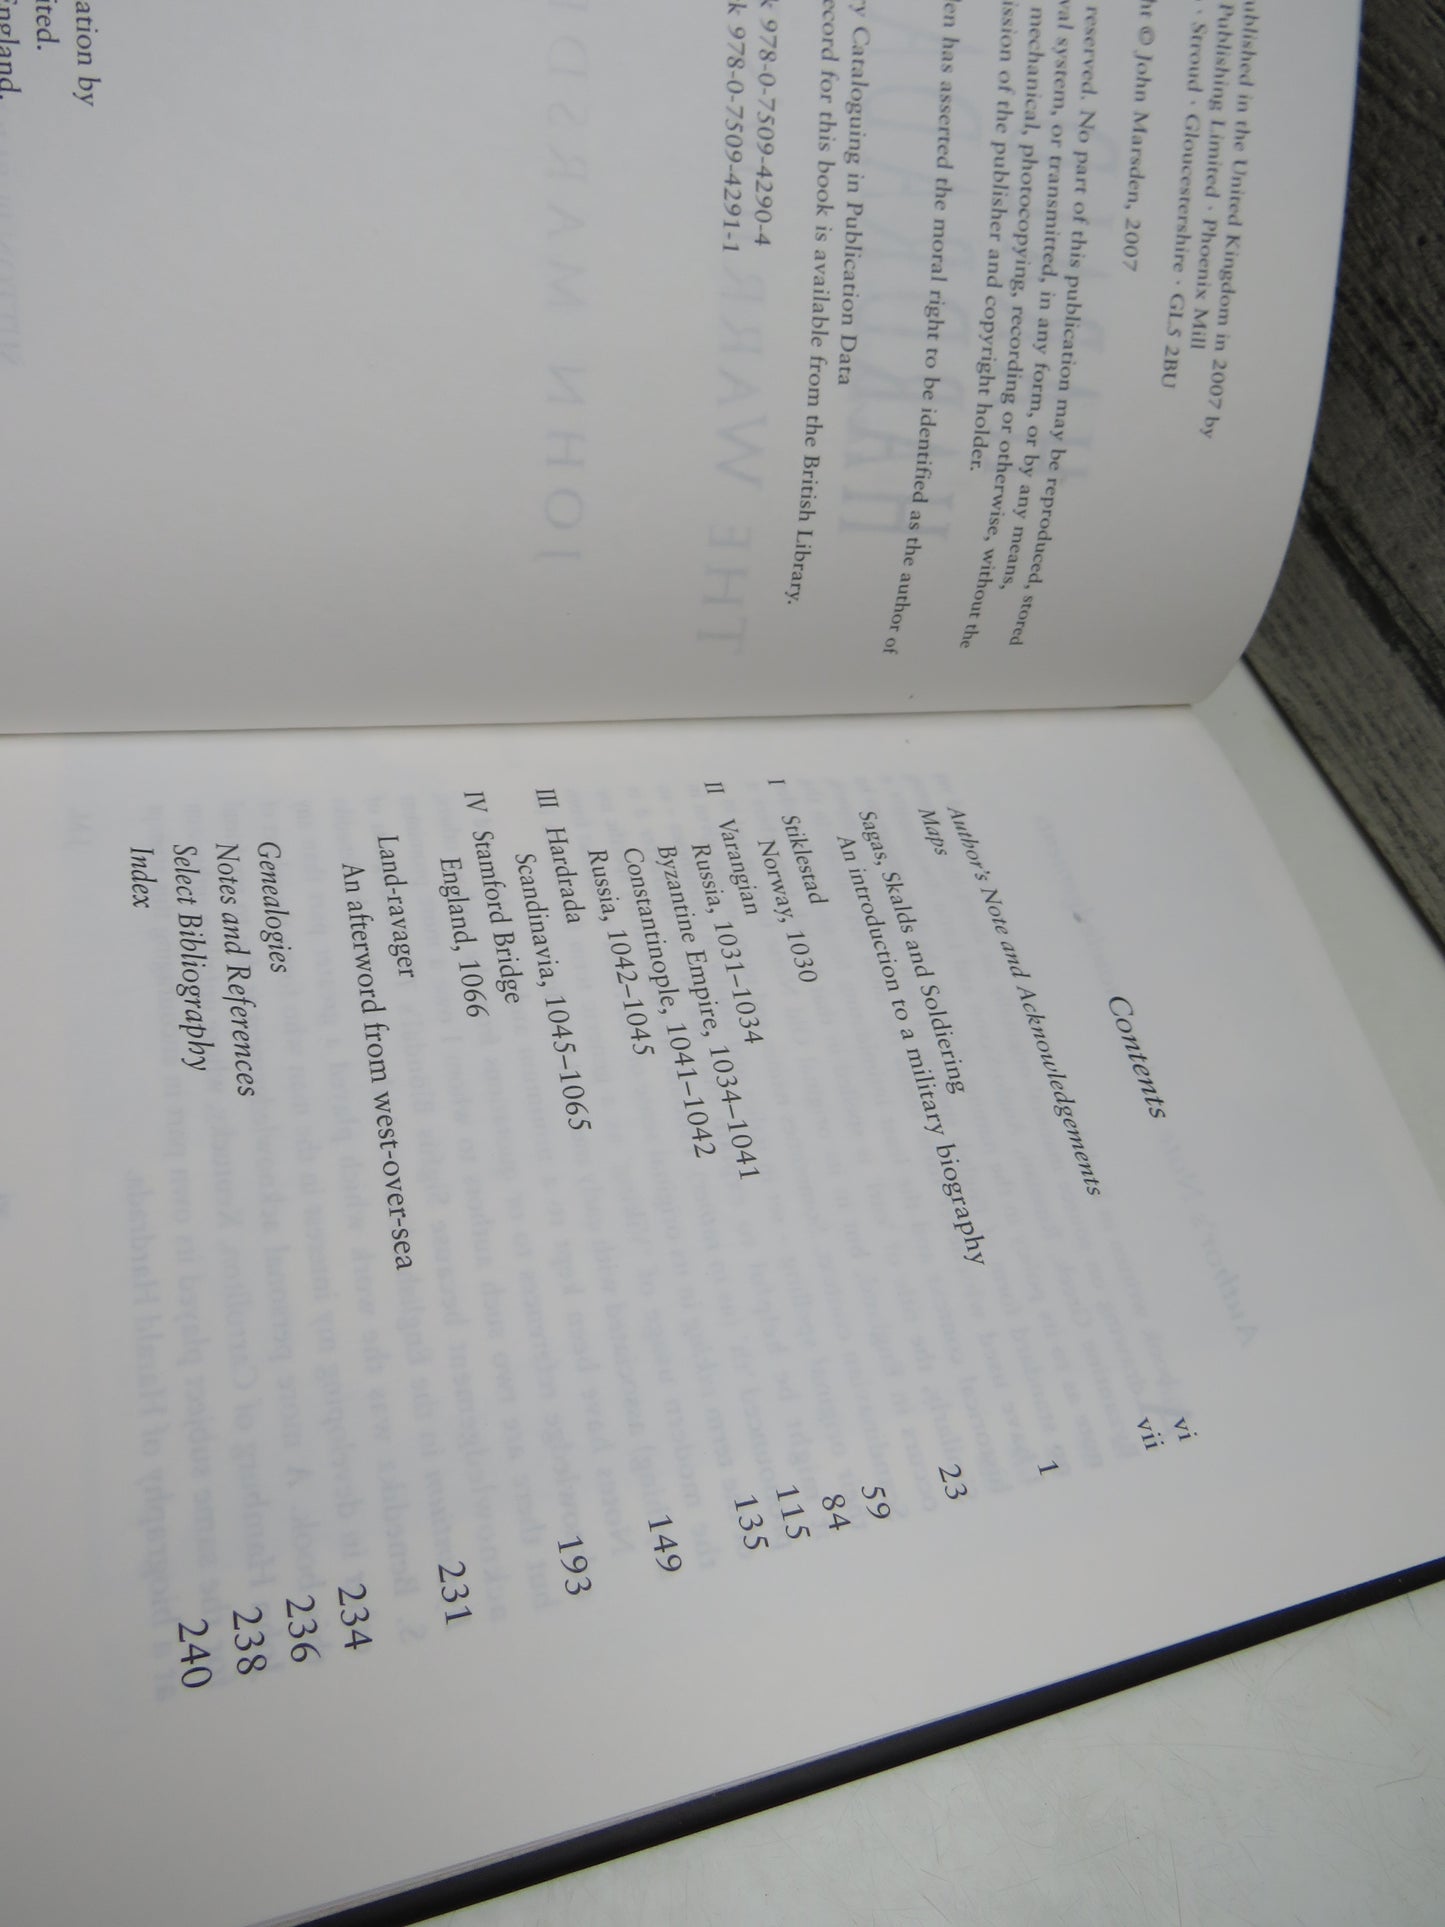 ublished in the United Kingdom in 2007 by
Publishing Limited · Phoenix Mill
· Stroud · Gloucestershire · GL5 2BU
ht © John Marsden, 2007
reserved. No part of this publication may be reproduced, stored
val system, or transmitted, in any form, or by any means,
mechanical, photocopying, recording or otherwise, without the
ission of the publisher and copyright holder.
en has asserted the moral right to be identified as the author of
ry Cataloguing in Publication Data
ecord for this book is available from the British Library.
k 978-0-7509-4290-4
k 978-0-7509-4291-1
ation by
ited.
England.
Contents
Author's Note and Acknowledgements vi
Maps vii
Sagas, Skalds and Soldiering
An introduction to a military biography 1
I Stiklestad
Norway, 1030 23
II Varangian
Russia, 1031–1034 59
Byzantine Empire, 1034–1041 84
Constantinople, 1041–1042 115
Russia, 1042–1045 135
III Hardrada
Scandinavia, 1045–1065 149
IV Stamford Bridge
England, 1066 193
Land-ravager
An afterword from west-over-sea 231
Genealogies 234
Notes and References 236
Select Bibliography 238
Index 240